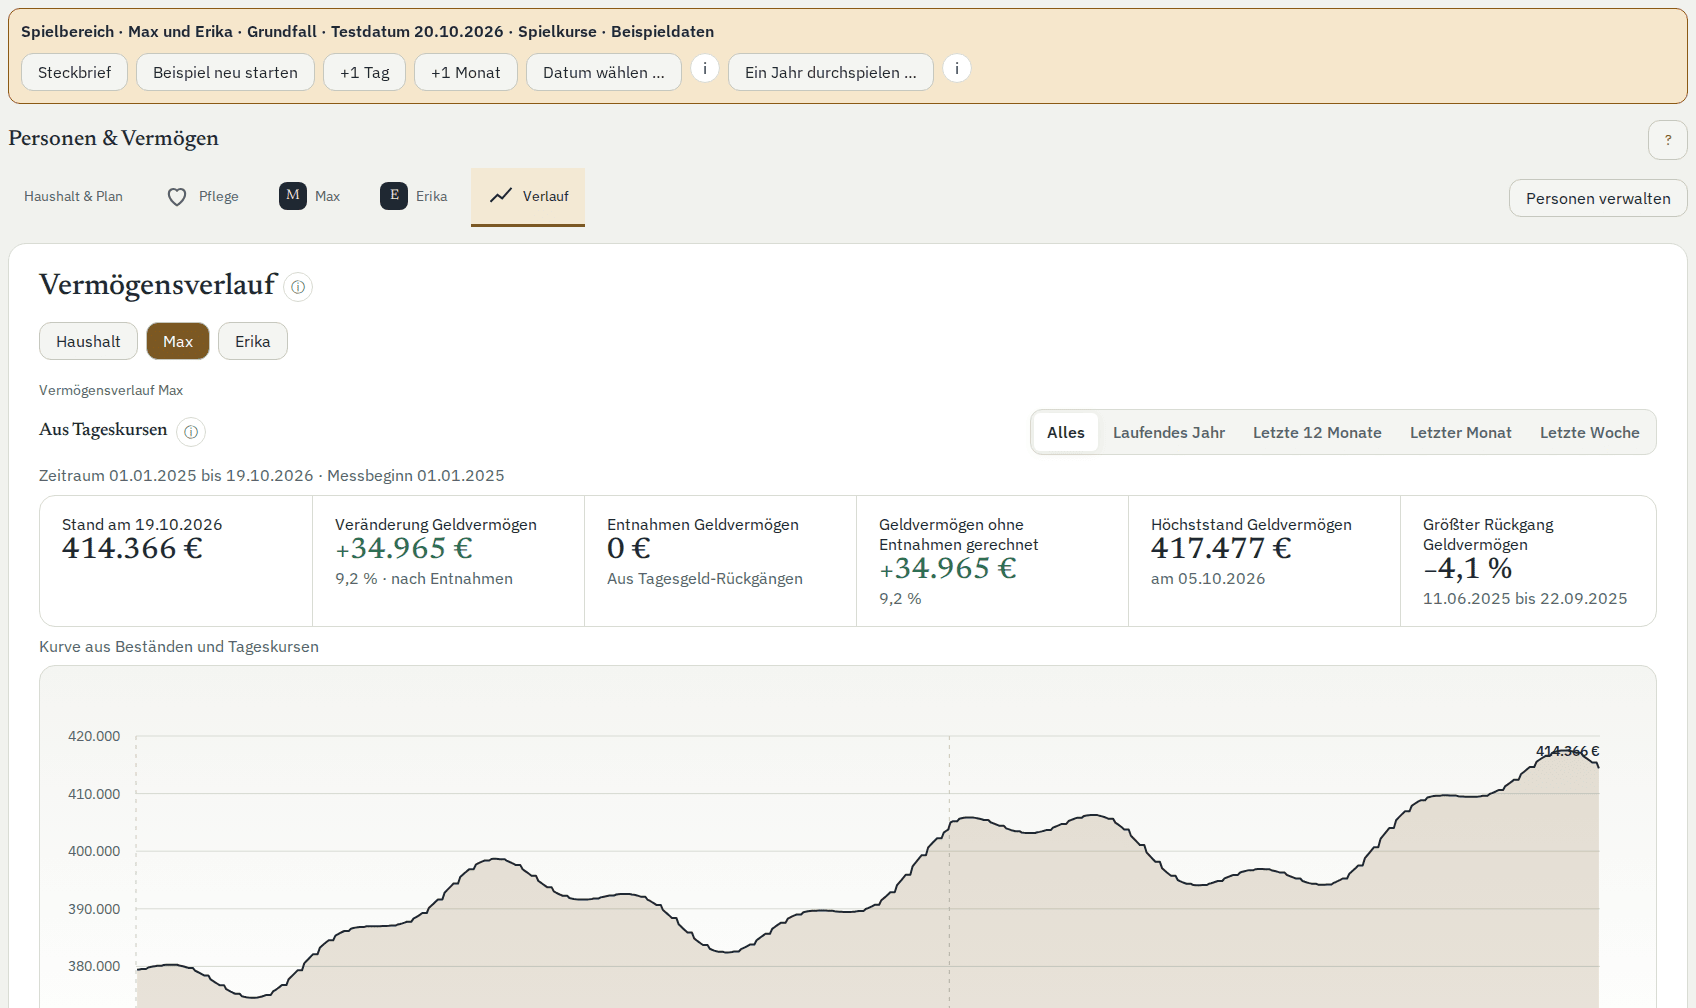 Spielbereich · Max und Erika · Grundfall · Testdatum 20.10.2026 · Spielkurse · Beispieldaten
Steckbrief Beispiel neu starten +1 Tag +1 Monat Datum wählen ... i Ein Jahr durchspielen ... i
Personen & Vermögen
?
Haushalt & Plan Pflege M Max E Erika Verlauf
Personen verwalten
Vermögensverlauf ⓘ
Haushalt Max Erika
Vermögensverlauf Max
Aus Tageskursen ⓘ
Alles Laufendes Jahr Letzte 12 Monate Letzter Monat Letzte Woche
Zeitraum 01.01.2025 bis 19.10.2026 · Messbeginn 01.01.2025
Stand am 19.10.2026
414.366 €
Veränderung Geldvermögen
+34.965 €
9,2 % · nach Entnahmen
Entnahmen Geldvermögen
0 €
Aus Tagesgeld-Rückgängen
Geldvermögen ohne
Entnahmen gerechnet
+34.965 €
9,2 %
Höchststand Geldvermögen
417.477 €
am 05.10.2026
Größter Rückgang
Geldvermögen
−4,1 %
11.06.2025 bis 22.09.2025
Kurve aus Beständen und Tageskursen
420.000
414.366 €
410.000
400.000
390.000
380.000